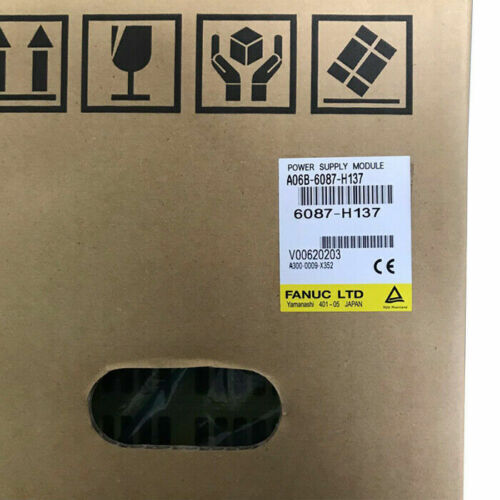 POWER SUPPLY MODULE
A06B-6087-H137
6087-H137
V00620203
A300-0009-X352
CE
FANUC LTD
Yamanashi 401-05 JAPAN